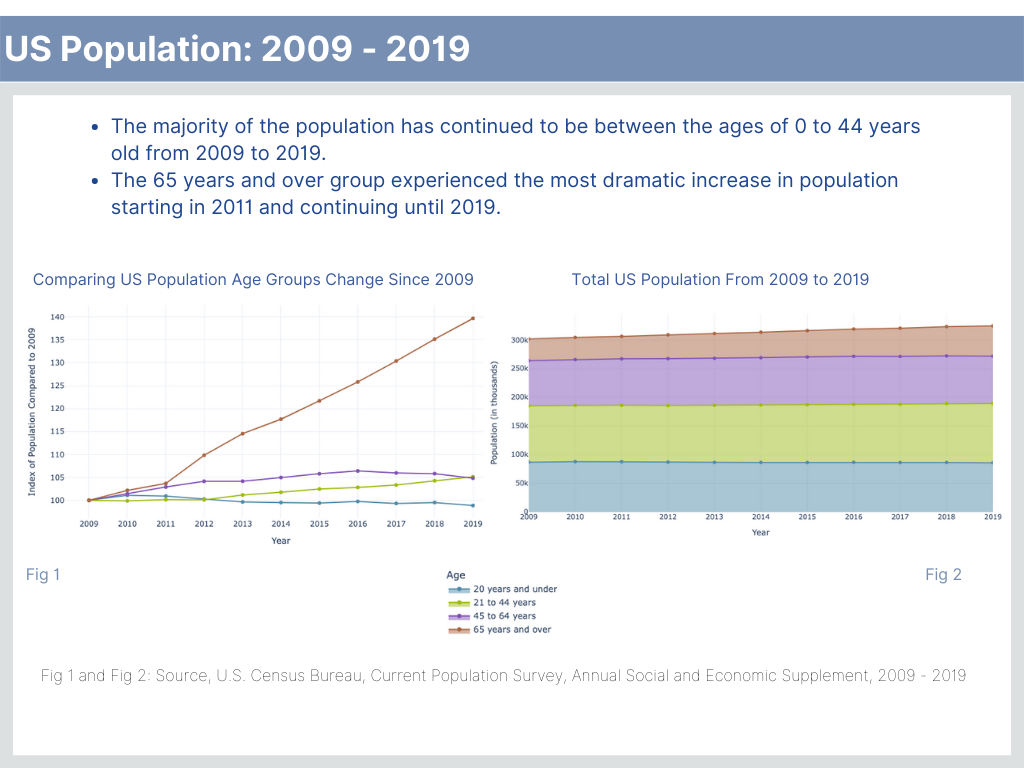 US Population: 2009 - 2019
• The majority of the population has continued to be between the ages of 0 to 44 years
old from 2009 to 2019.
• The 65 years and over group experienced the most dramatic increase in population
starting in 2011 and continuing until 2019.
Comparing US Population Age Groups Change Since 2009
Index of Population Compared to 2009
140
135
130
125
120
115
110
105
100
2009 2010 2011 2012 2013 2014 2015 2016 2017 2018 2019
Year
Fig 1
Total US Population From 2009 to 2019
Population (in thousands)
300k
250k
200k
150k
100k
50k
0
2009 2010 2011 2012 2013 2014 2015 2016 2017 2018 2019
Year
Fig 2
Age
20 years and under
21 to 44 years
45 to 64 years
65 years and over
Fig 1 and Fig 2: Source, U.S. Census Bureau, Current Population Survey, Annual Social and Economic Supplement, 2009 - 2019